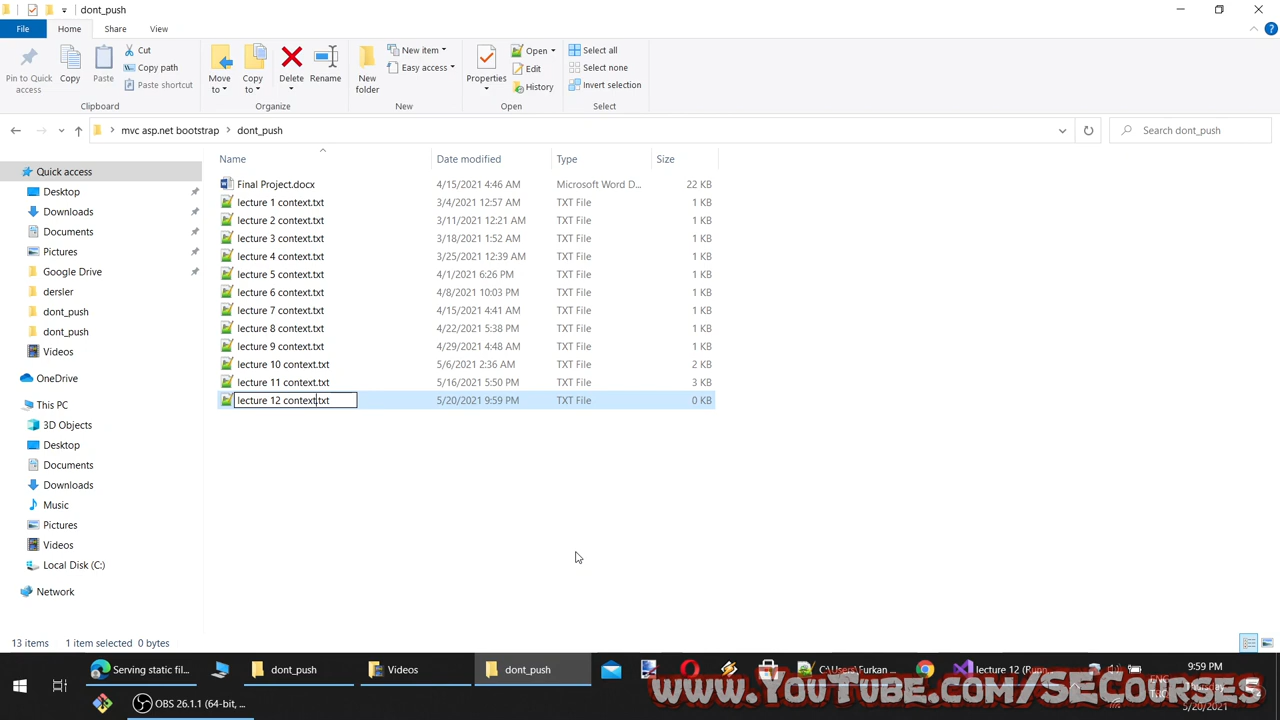 dont_push
File Home Share View
Pin to Quick access
Copy
Paste
Cut
Copy path
Paste shortcut
Clipboard
Move to
Copy to
Delete
Rename
Organize
New folder
New item
Easy access
New
Properties
Open
Edit
History
Open
Select all
Select none
Invert selection
Select
mvc asp.net bootstrap > dont_push
Search dont_push
Name Date modified Type Size
Quick access
Desktop
Downloads
Documents
Pictures
Google Drive
dersler
dont_push
dont_push
Videos
OneDrive
This PC
3D Objects
Desktop
Documents
Downloads
Music
Pictures
Videos
Local Disk (C:)
Network
Final Project.docx 4/15/2021 4:46 AM Microsoft Word D... 22 KB
lecture 1 context.txt 3/4/2021 12:57 AM TXT File 1 KB
lecture 2 context.txt 3/11/2021 12:21 AM TXT File 1 KB
lecture 3 context.txt 3/18/2021 1:52 AM TXT File 1 KB
lecture 4 context.txt 3/25/2021 12:39 AM TXT File 1 KB
lecture 5 context.txt 4/1/2021 6:26 PM TXT File 1 KB
lecture 6 context.txt 4/8/2021 10:03 PM TXT File 1 KB
lecture 7 context.txt 4/15/2021 4:41 AM TXT File 1 KB
lecture 8 context.txt 4/22/2021 5:38 PM TXT File 1 KB
lecture 9 context.txt 4/29/2021 4:48 AM TXT File 1 KB
lecture 10 context.txt 5/6/2021 2:36 AM TXT File 2 KB
lecture 11 context.txt 5/16/2021 5:50 PM TXT File 3 KB
lecture 12 context.txt 5/20/2021 9:59 PM TXT File 0 KB
13 items 1 item selected 0 bytes
Serving static fil...
dont_push
Videos
dont_push
C:\Users\Furkan ...
lecture 12 (Runn...
9:59 PM
Thursday
5/20/2021
OBS 26.1.1 (64-bit, ...
www.YouTube.com/SECourses